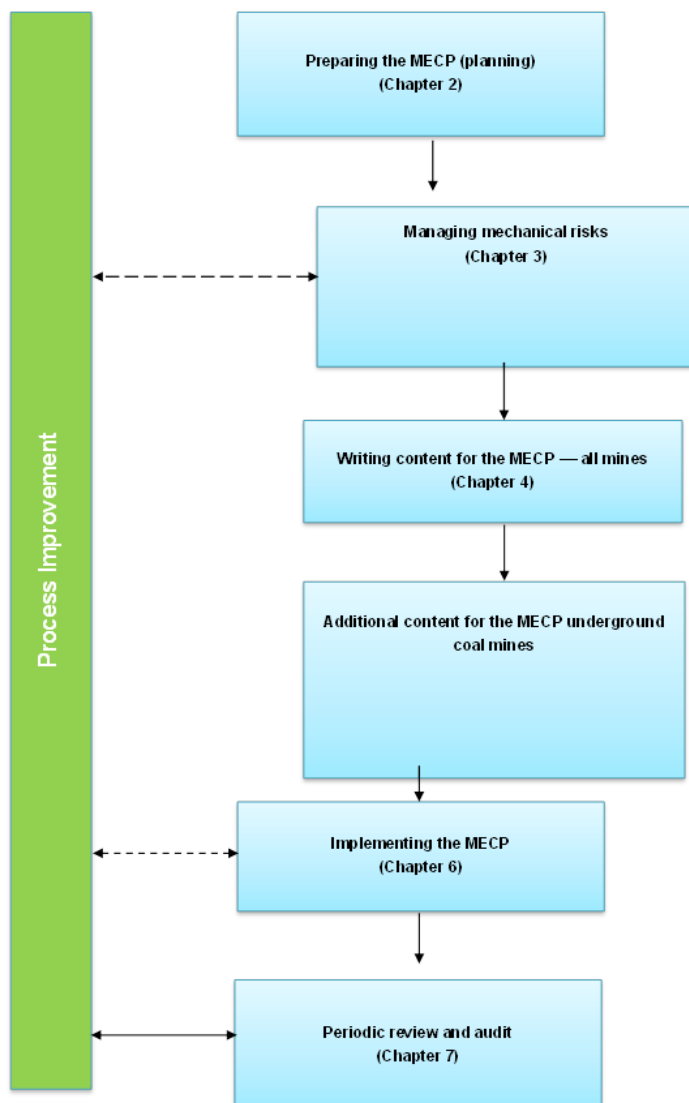 Process Improvement
Preparing the MECP (planning)
(Chapter 2)
Managing mechanical risks
(Chapter 3)
Writing content for the MECP — all mines
(Chapter 4)
Additional content for the MECP underground
coal mines
Implementing the MECP
(Chapter 6)
Periodic review and audit
(Chapter 7)